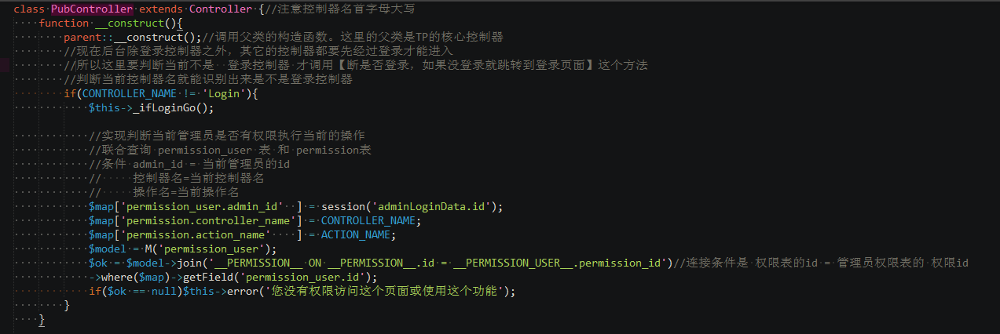 class PubController extends Controller {//注意控制器名首字母大写
function __construct(){
parent::__construct();//调用父类的构造函数。这里的父类是TP的核心控制器
//现在后台除登录控制器之外，其它的控制器都要先经过登录才能进入
//所以这里要判断当前不是  登录控制器 才调用【断是否登录，如果没登录就跳转到登录页面】这个方法
//判断当前控制器名就能识别出来是不是登录控制器
if(CONTROLLER_NAME != 'Login'){
$this->_ifLoginGo();
//实现判断当前管理员是否有权限执行当前的操作
//联合查询 permission_user 表 和 permission表
//条件 admin_id = 当前管理员的id
//     控制器名=当前控制器名
//     操作名=当前操作名
$map['permission_user.admin_id'  ] = session('adminLoginData.id');
$map['permission.controller_name'] = CONTROLLER_NAME;
$map['permission.action_name'    ] = ACTION_NAME;
$model = M('permission_user');
$ok = $model->join('__PERMISSION__ ON __PERMISSION__.id = __PERMISSION_USER__.permission_id')//连接条件是 权限表的id = 管理员权限表的 权限id
->where($map)->getField('permission_user.id');
if($ok == null)$this->error('您没有权限访问这个页面或使用这个功能');
}
}